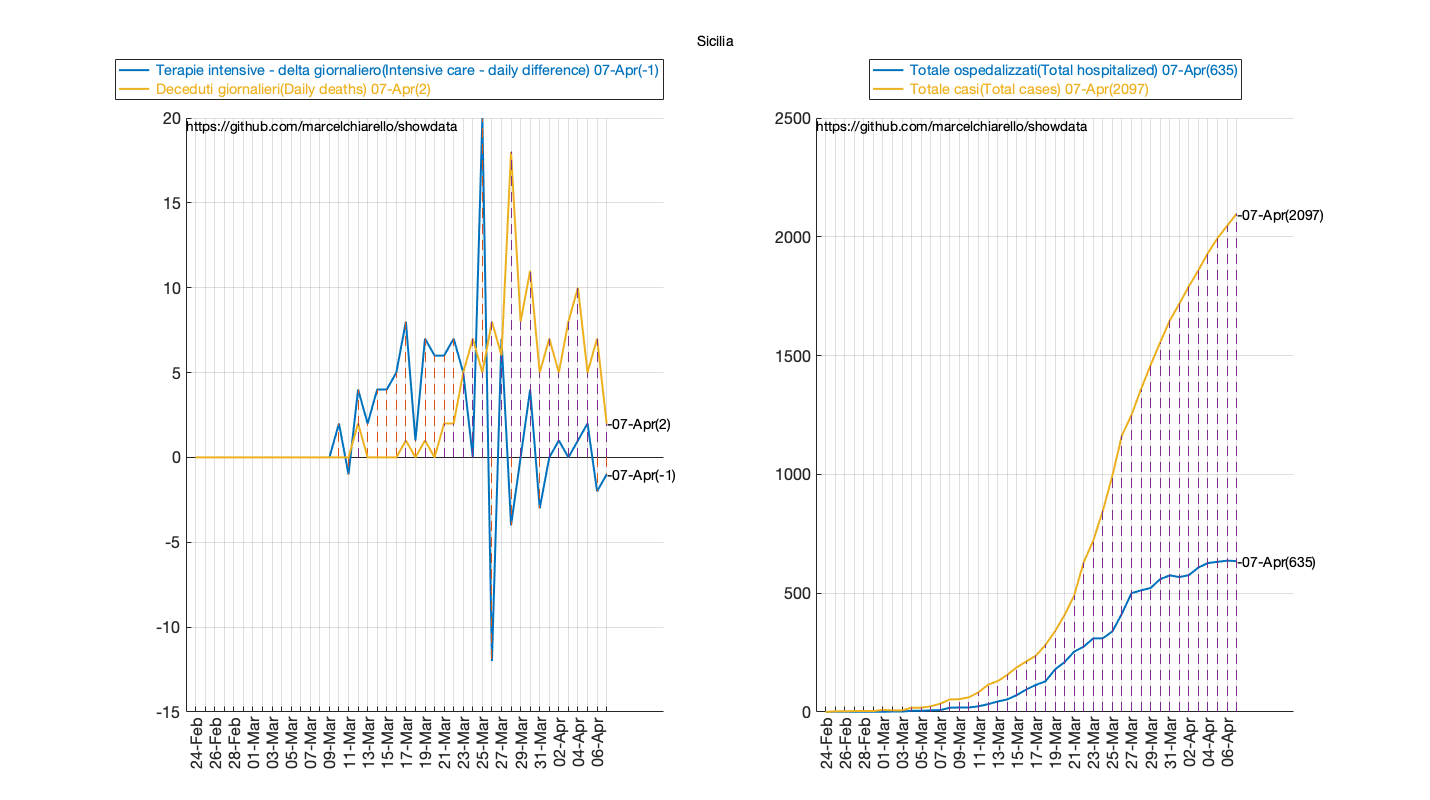 Sicilia
Terapie intensive - delta giornaliero(Intensive care - daily difference) 07-Apr(-1)
Deceduti giornalieri(Daily deaths) 07-Apr(2)
https://github.com/marcelchiarello/showdata
20
15
10
5
0
-5
-10
-15
-07-Apr(2)
-07-Apr(-1)
24-Feb
26-Feb
28-Feb
01-Mar
03-Mar
05-Mar
07-Mar
09-Mar
11-Mar
13-Mar
15-Mar
17-Mar
19-Mar
21-Mar
23-Mar
25-Mar
27-Mar
29-Mar
31-Mar
02-Apr
04-Apr
06-Apr
Totale ospedalizzati(Total hospitalized) 07-Apr(635)
Totale casi(Total cases) 07-Apr(2097)
https://github.com/marcelchiarello/showdata
2500
2000
1500
1000
500
0
-07-Apr(2097)
-07-Apr(635)
24-Feb
26-Feb
28-Feb
01-Mar
03-Mar
05-Mar
07-Mar
09-Mar
11-Mar
13-Mar
15-Mar
17-Mar
19-Mar
21-Mar
23-Mar
25-Mar
27-Mar
29-Mar
31-Mar
02-Apr
04-Apr
06-Apr